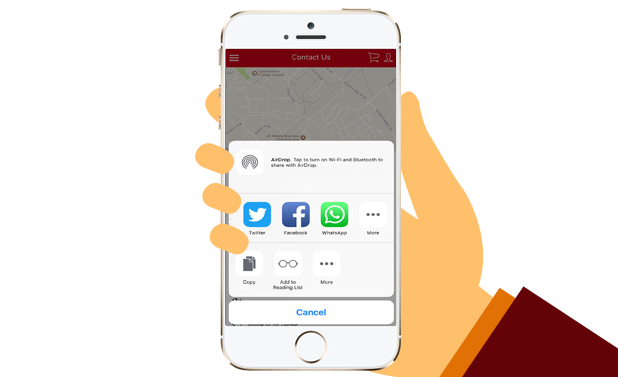 Contact Us
AirDrop. Tap to turn on Wi-Fi and Bluetooth to
share with AirDrop.
Twitter
Facebook
WhatsApp
More
Copy
Add to
Reading List
More
Cancel